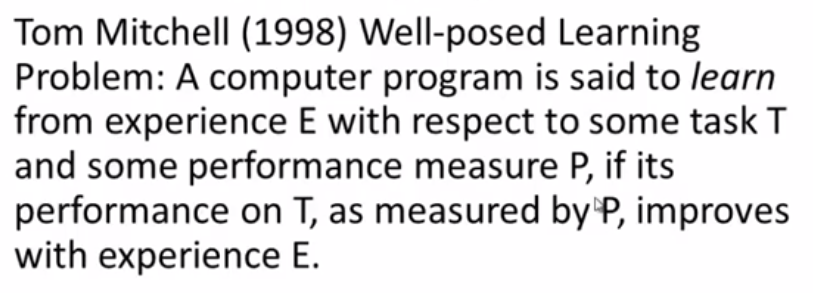 Tom Mitchell (1998) Well-posed Learning
Problem: A computer program is said to learn
from experience E with respect to some task T
and some performance measure P, if its
performance on T, as measured by P, improves
with experience E.